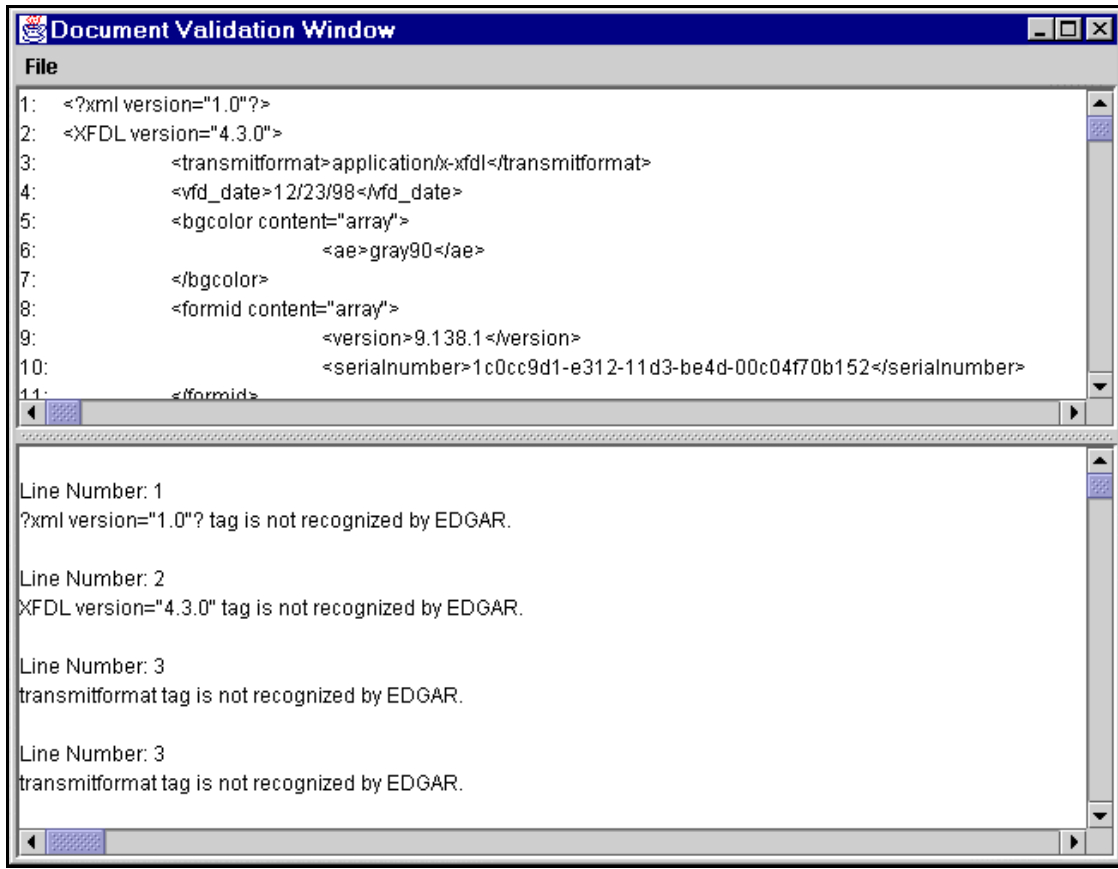 Document Validation Window
File
1: <?xml version="1.0"?>
2: <XFDL version="4.3.0">
3: <transmitformat>application/x-xfdl</transmitformat>
4: <vfd_date>12/23/98</vfd_date>
5: <bgcolor content="array">
6: <ae>gray90</ae>
7: </bgcolor>
8: <formid content="array">
9: <version>9.138.1</version>
10: <serialnumber>1c0cc9d1-e312-11d3-be4d-00c04f70b152</serialnumber>
11: </formid>
Line Number: 1
?xml version="1.0"? tag is not recognized by EDGAR.
Line Number: 2
XFDL version="4.3.0" tag is not recognized by EDGAR.
Line Number: 3
transmitformat tag is not recognized by EDGAR.
Line Number: 3
transmitformat tag is not recognized by EDGAR.